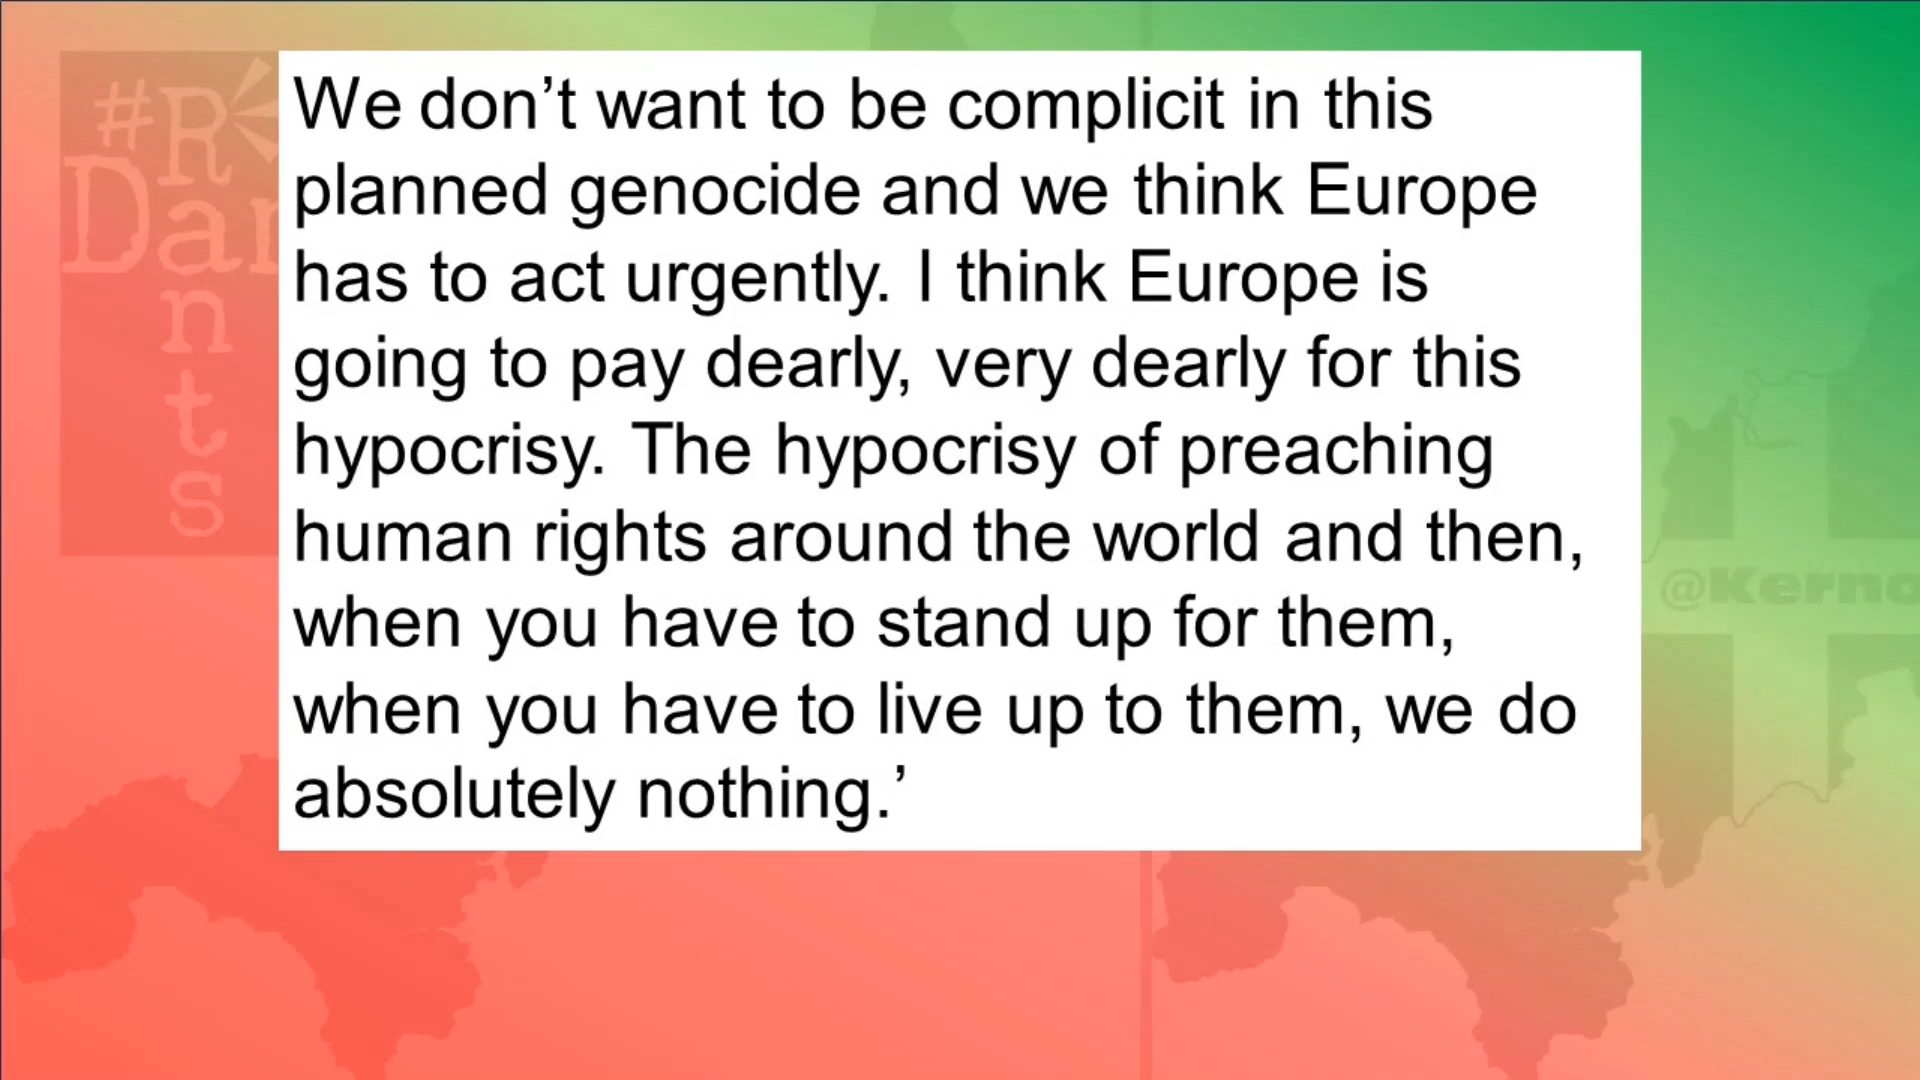 #R
Dan
n
t
s
We don’t want to be complicit in this
planned genocide and we think Europe
has to act urgently. I think Europe is
going to pay dearly, very dearly for this
hypocrisy. The hypocrisy of preaching
human rights around the world and then,
when you have to stand up for them,
when you have to live up to them, we do
absolutely nothing.’
@Kerno